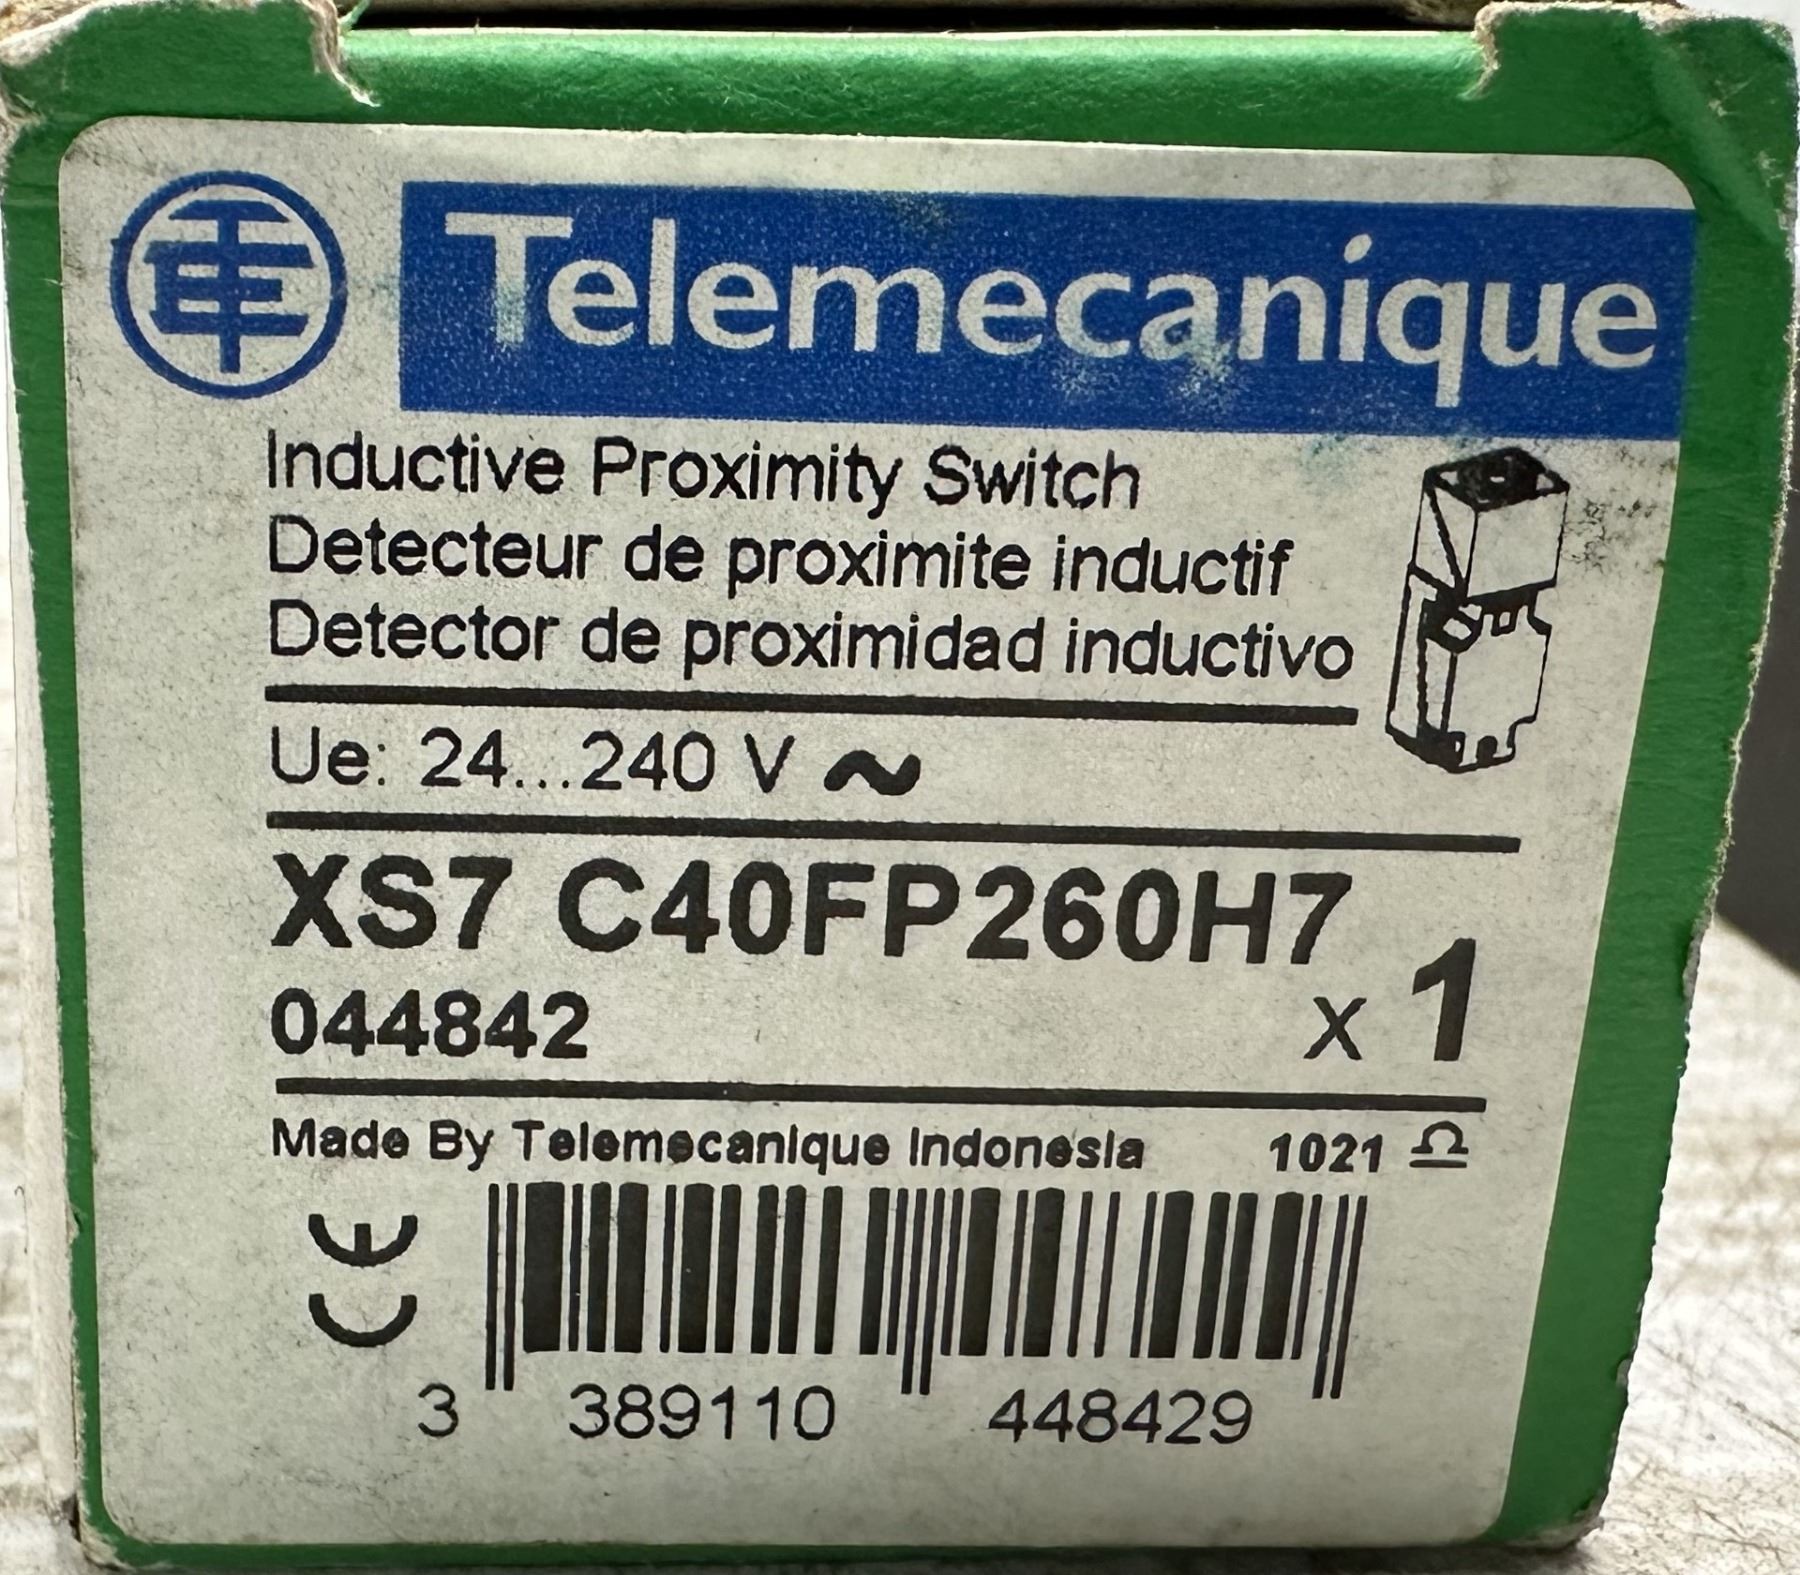 Telemecanique
Inductive Proximity Switch
Detecteur de proximite inductif
Detector de proximidad inductivo
Ue: 24...240 V ~
XS7 C40FP260H7
044842 x 1
Made By Telemecanique Indonesia 1021 ♎
CE
3 389110 448429